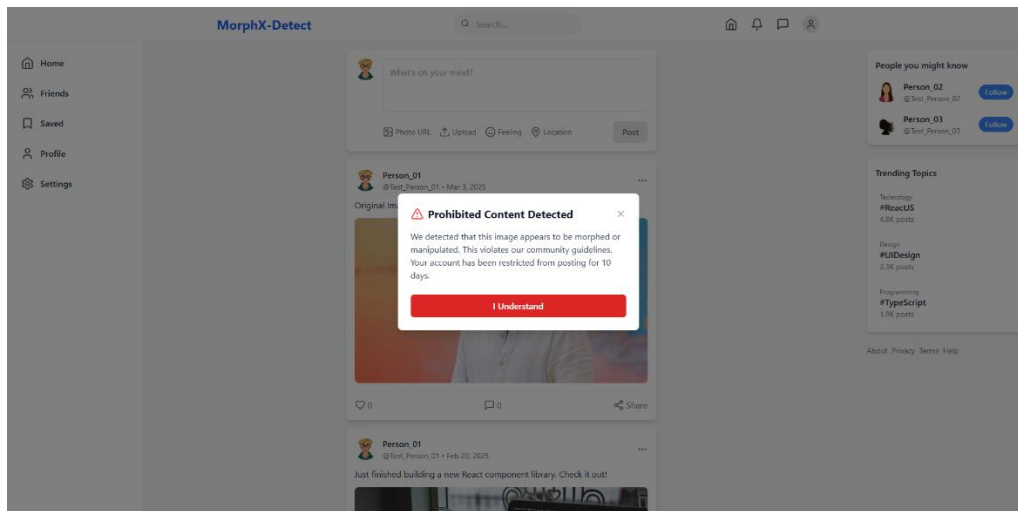 MorphX-Detect
Search...
Home
Friends
Saved
Profile
Settings
What's on your mind?
Photo URL Upload Feeling Location Post
Person_01
@Test_Person_01 • Mar 3, 2025
Original Im
Prohibited Content Detected
We detected that this image appears to be morphed or
manipulated. This violates our community guidelines.
Your account has been restricted from posting for 10
days.
I Understand
0 0 Share
Person_01
@Test_Person_01 • Feb 20, 2025
Just finished building a new React component library. Check it out!
People you might know
Person_02
@Test_Person_02
Follow
Person_03
@Test_Person_03
Follow
Trending Topics
Technology
#ReactUS
4.8K posts
Design
#UIDesign
2.3K posts
Programming
#TypeScript
1.9K posts
About Privacy Terms Help